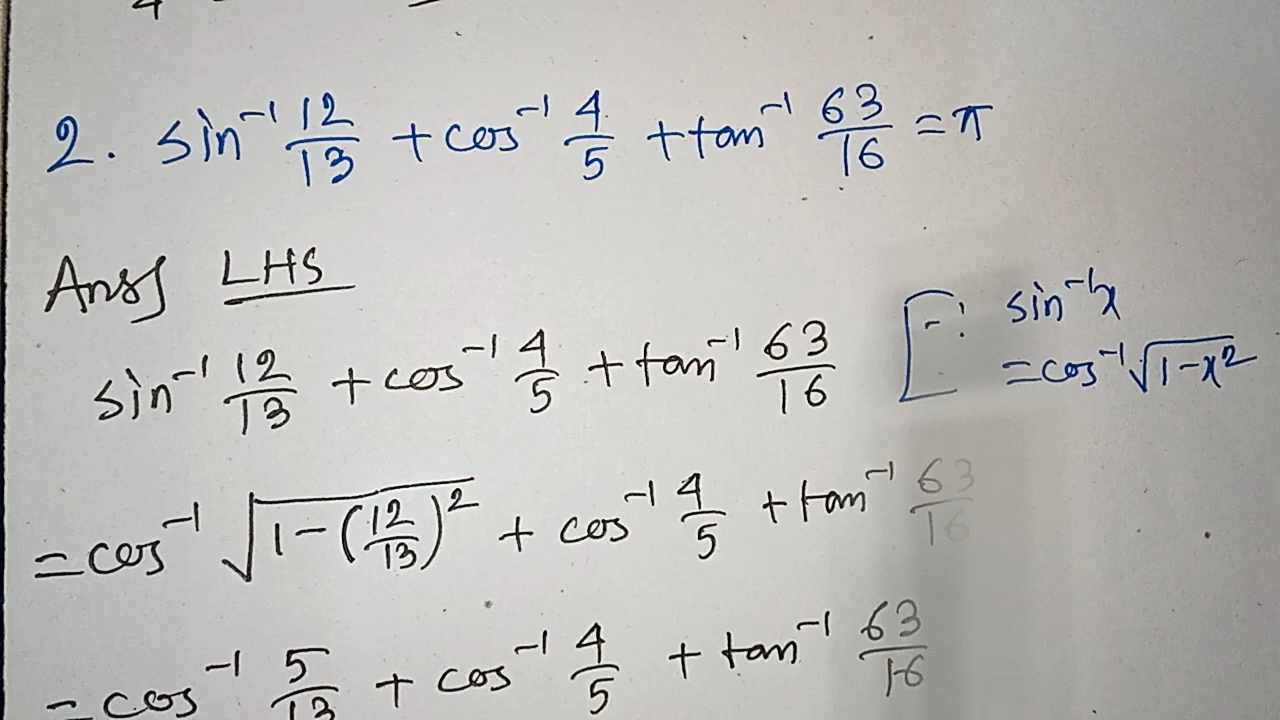 4
2. sin⁻¹ 12/13 + cos⁻¹ 4/5 + tan⁻¹ 63/16 = π
Ans) LHS
sin⁻¹ 12/13 + cos⁻¹ 4/5 + tan⁻¹ 63/16
[∵ sin⁻¹x
= cos⁻¹√(1-x²)
= cos⁻¹ √(1-(12/13)²) + cos⁻¹ 4/5 + tan⁻¹ 63/16
= cos⁻¹ 5/13 + cos⁻¹ 4/5 + tan⁻¹ 63/16